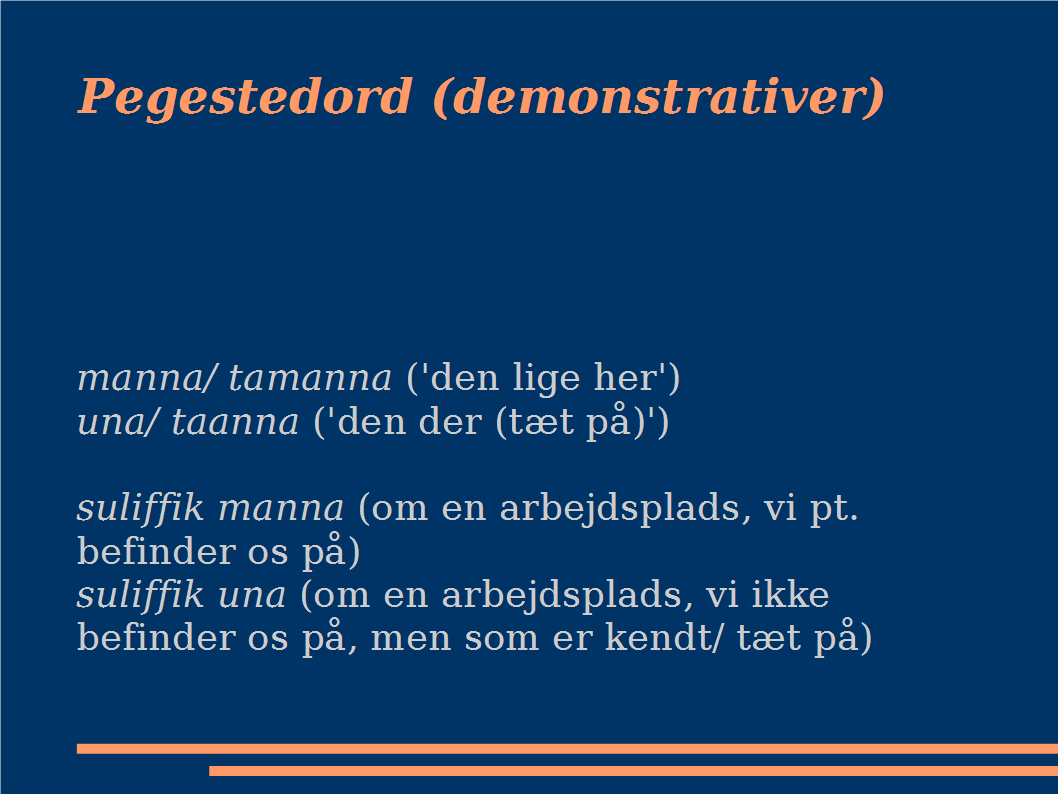 Pegestedord (demonstrativer)
manna/ tamanna ('den lige her')
una/ taanna ('den der (tæt på)')
suliffik manna (om en arbejdsplads, vi pt.
befinder os på)
suliffik una (om en arbejdsplads, vi ikke
befinder os på, men som er kendt/ tæt på)